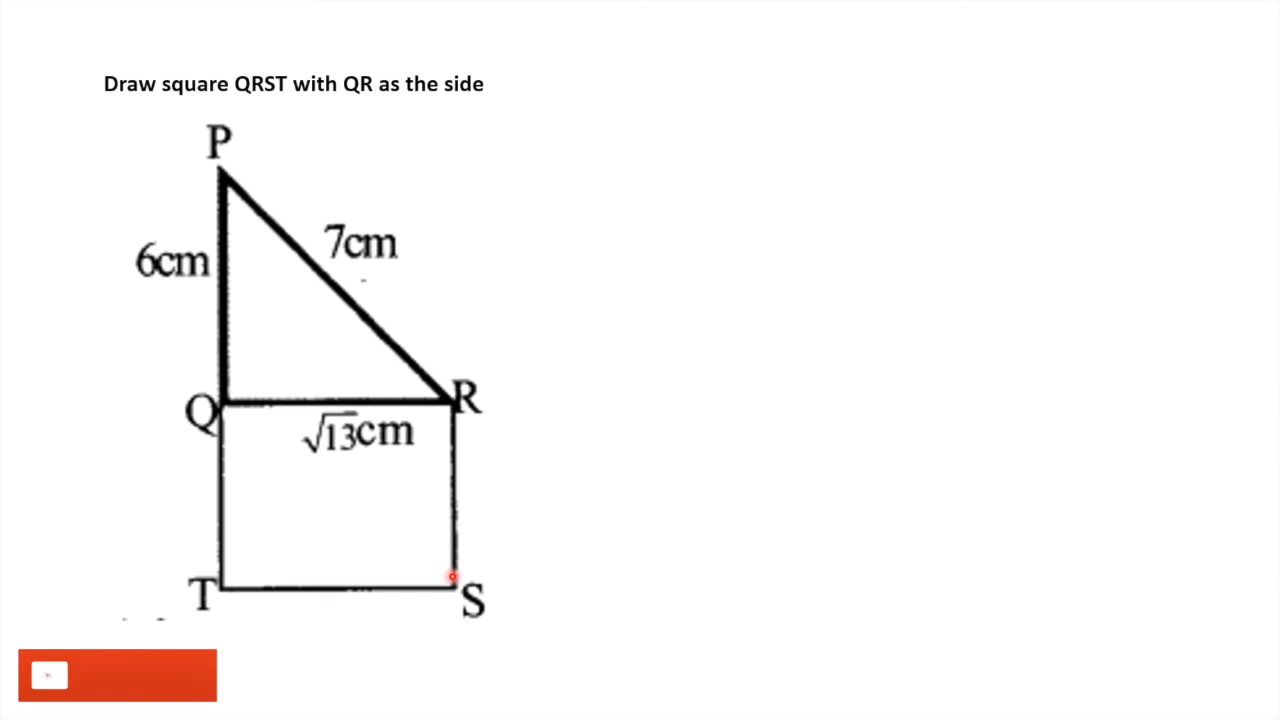 Draw square QRST with QR as the side
P
7cm
6cm
Q
R
√13cm
T
S